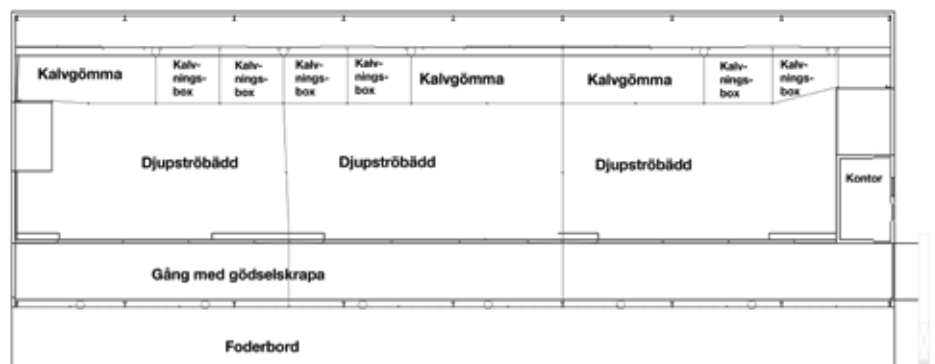 Kalvgömma
Kalv-
nings-
box
Kalv-
nings-
box
Kalv-
nings-
box
Kalv-
nings-
box
Kalvgömma
Kalvgömma
Kalv-
nings-
box
Kalv-
nings-
box
Djupströbädd
Djupströbädd
Djupströbädd
Kontor
Gång med gödselskrapa
Foderbord